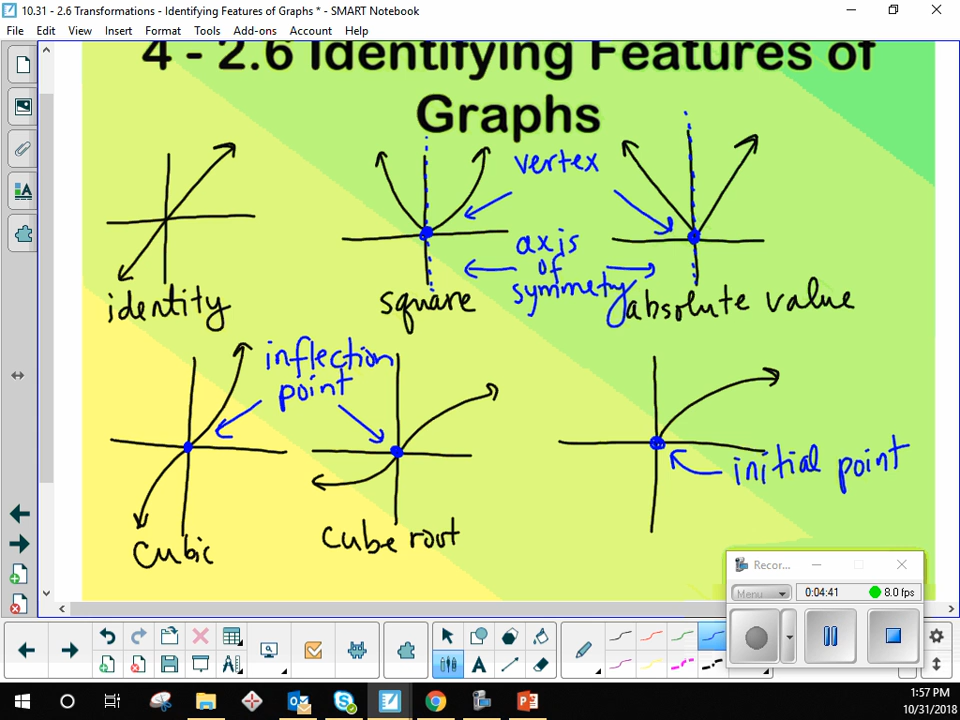 10.31 - 2.6 Transformations - Identifying Features of Graphs * - SMART Notebook
File Edit View Insert Format Tools Add-ons Account Help
4 - 2.6 Identifying Features of
Graphs
vertex
axis
of
symmetry
identity
square
absolute value
inflection
point
initial point
cubic
cube root
Recor...
Menu
0:04:41
8.0 fps
1:57 PM
10/31/2018